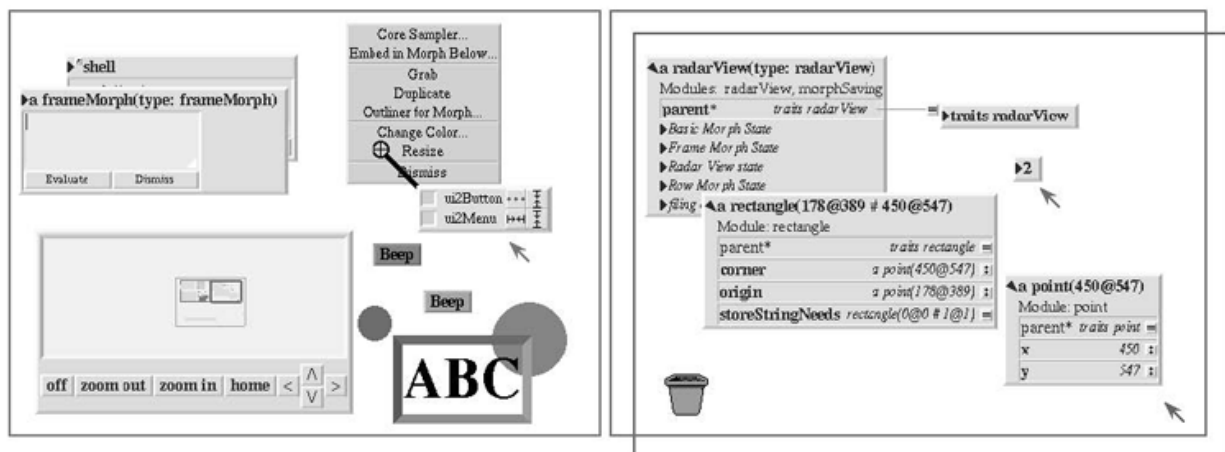 shell
a frameMorph(type: frameMorph)
Evaluate Dismiss
Core Sampler...
Embed in Morph Below...
Grab
Duplicate
Outliner for Morph...
Change Color...
Resize
Dismiss
ui2Button
ui2Menu
Beep
Beep
ABC
off zoom out zoom in home < Λ V >
a radarView(type: radarView)
Modules: radarView, morphSaving
parent* traits radarView
traits radarView
Basic Morph State
Frame Morph State
Radar View state
Row Morph State
filing
2
a rectangle(178@389 # 450@547)
Module: rectangle
parent* traits rectangle =
corner a point(450@547) :
origin a point(178@389) :
storeStringNeeds rectangle(0@0 # 1@1) =
a point(450@547)
Module: point
parent* traits point =
x 450 :
y 547 :